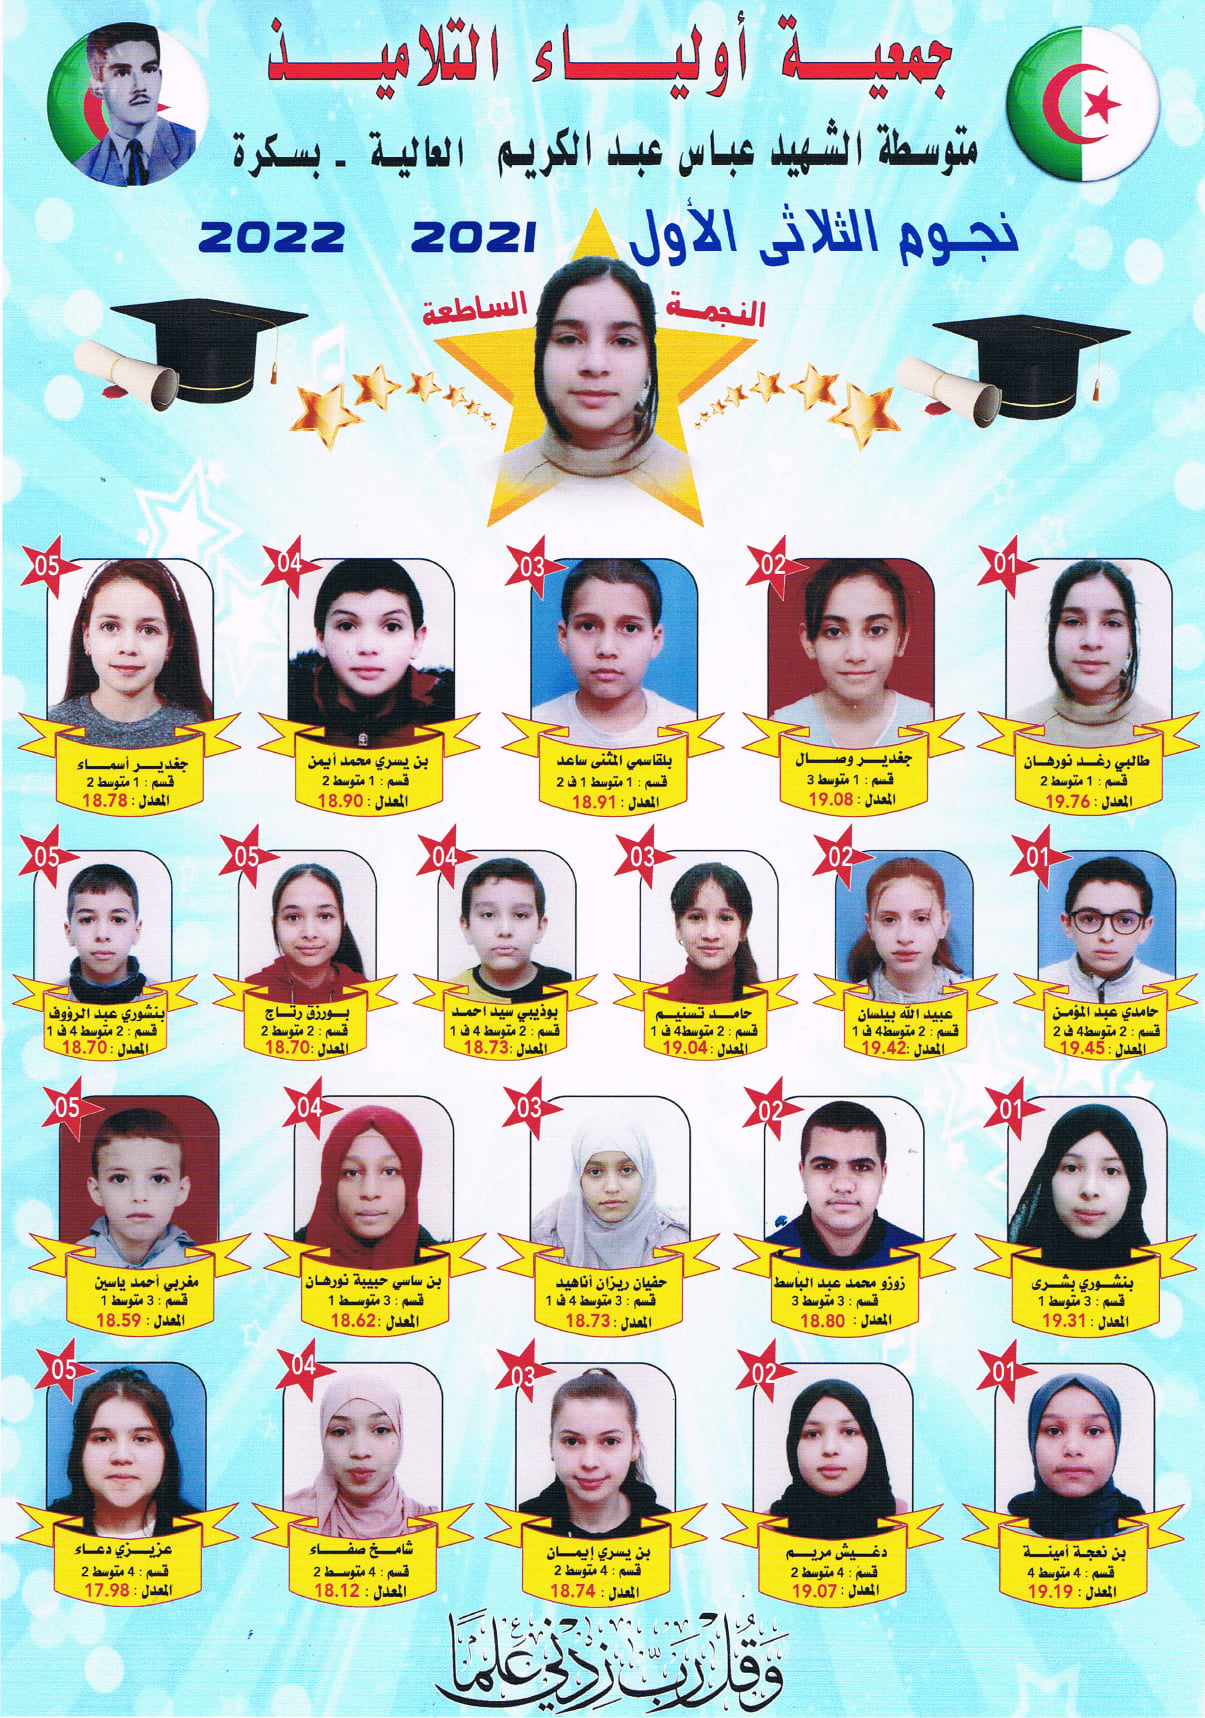 جمعية أولياء التلاميذ
متوسطة الشهيد عباس عبد الكريم العالية - بسكرة
نجوم الثلاثي الأول 2021 2022
النجمة الساطعة
01
طالبي رغد نورهان
قسم : 1 متوسط 2
المعدل : 19.76
02
جغدير وصال
قسم : 1 متوسط 3
المعدل : 19.08
03
بلقاسمي المثنى ساعد
قسم : 1 متوسط 1 ف 2
المعدل : 18.91
04
بن يسري محمد أيمن
قسم : 1 متوسط 2
المعدل : 18.90
05
جغدير أسماء
قسم : 1 متوسط 2
المعدل : 18.78
01
حامدي عبد المؤمن
قسم : 2 متوسط4 ف 2
المعدل : 19.45
02
عبيد الله بيلسان
قسم : 2 متوسط4 ف 1
المعدل : 19.42
03
حامد تسنيم
قسم : 2 متوسط4 ف 1
المعدل : 19.04
04
بوذيبي سيد احمد
قسم : 2 متوسط 4 ف 1
المعدل : 18.73
05
بورزق رتاج
قسم : 2 متوسط 2
المعدل : 18.70
05
بنشوري عبد الرؤوف
قسم : 2 متوسط 4 ف 1
المعدل : 18.70
01
بنشوري بشرى
قسم : 3 متوسط 1
المعدل : 19.31
02
زوزو محمد عبد الباسط
قسم : 3 متوسط 3
المعدل : 18.80
03
حفيان ريزان أناهيد
قسم : 3 متوسط 4 ف 1
المعدل : 18.73
04
بن ساسي حبيبة نورهان
قسم : 3 متوسط 1
المعدل : 18.62
05
مغربي أحمد ياسين
قسم : 3 متوسط 1
المعدل : 18.59
01
بن نعجة أمينة
قسم : 4 متوسط 4
المعدل : 19.19
02
دغيش مريم
قسم : 4 متوسط 2
المعدل : 19.07
03
بن يسري إيمان
قسم : 4 متوسط 2
المعدل : 18.74
04
شامخ صفاء
قسم : 4 متوسط 2
المعدل : 18.12
05
عزيزي دعاء
قسم : 4 متوسط 2
المعدل : 17.98
وَقُلْ رَبِّ زِدْنِي عِلْمًا